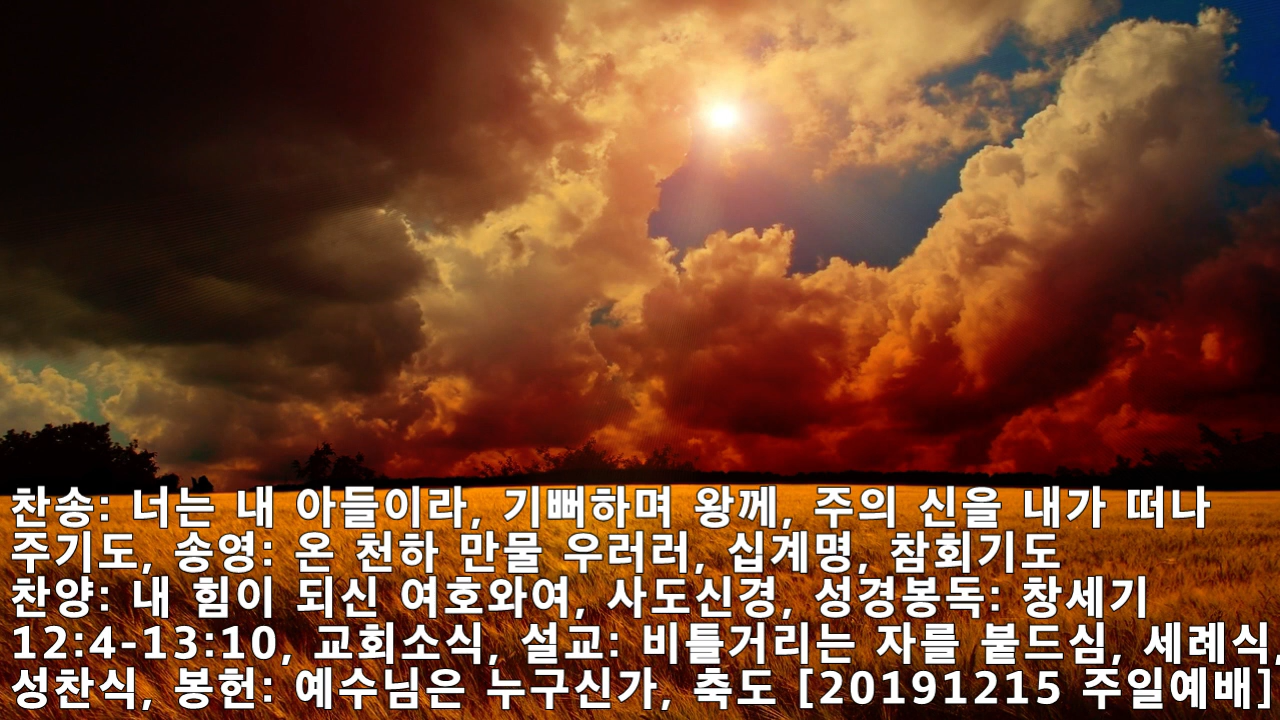 찬송: 너는 내 아들이라, 기뻐하며 왕께, 주의 신을 내가 떠나
주기도, 송영: 온 천하 만물 우러러, 십계명, 참회기도
찬양: 내 힘이 되신 여호와여, 사도신경, 성경봉독: 창세기
12:4-13:10, 교회소식, 설교: 비틀거리는 자를 붙드심, 세례식,
성찬식, 봉헌: 예수님은 누구신가, 축도 [20191215 주일예배]